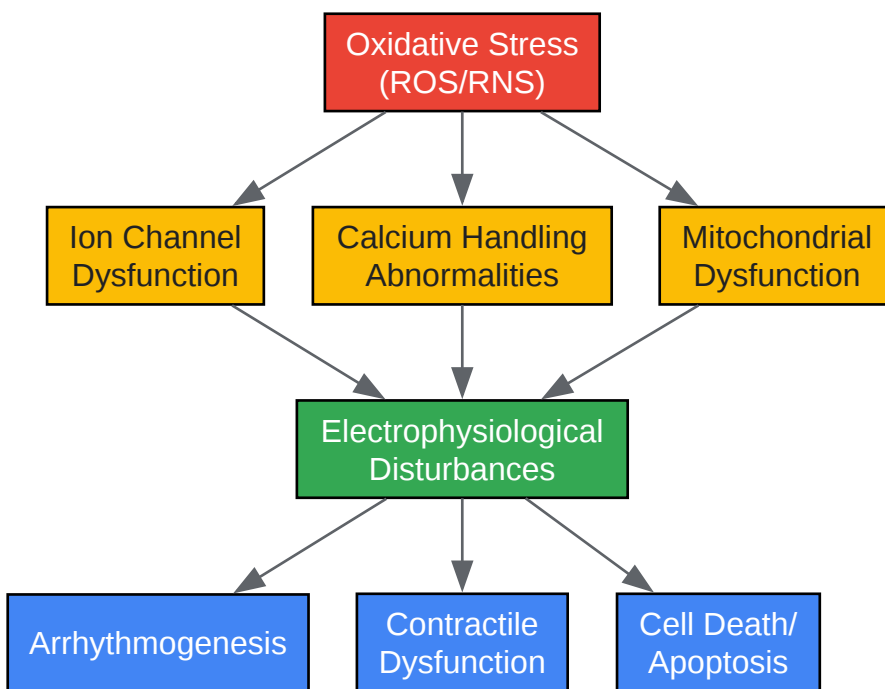 Oxidative Stress
(ROS/RNS)
Ion Channel
Dysfunction
Calcium Handling
Abnormalities
Mitochondrial
Dysfunction
Electrophysiological
Disturbances
Arrhythmogenesis
Contractile
Dysfunction
Cell Death/
Apoptosis